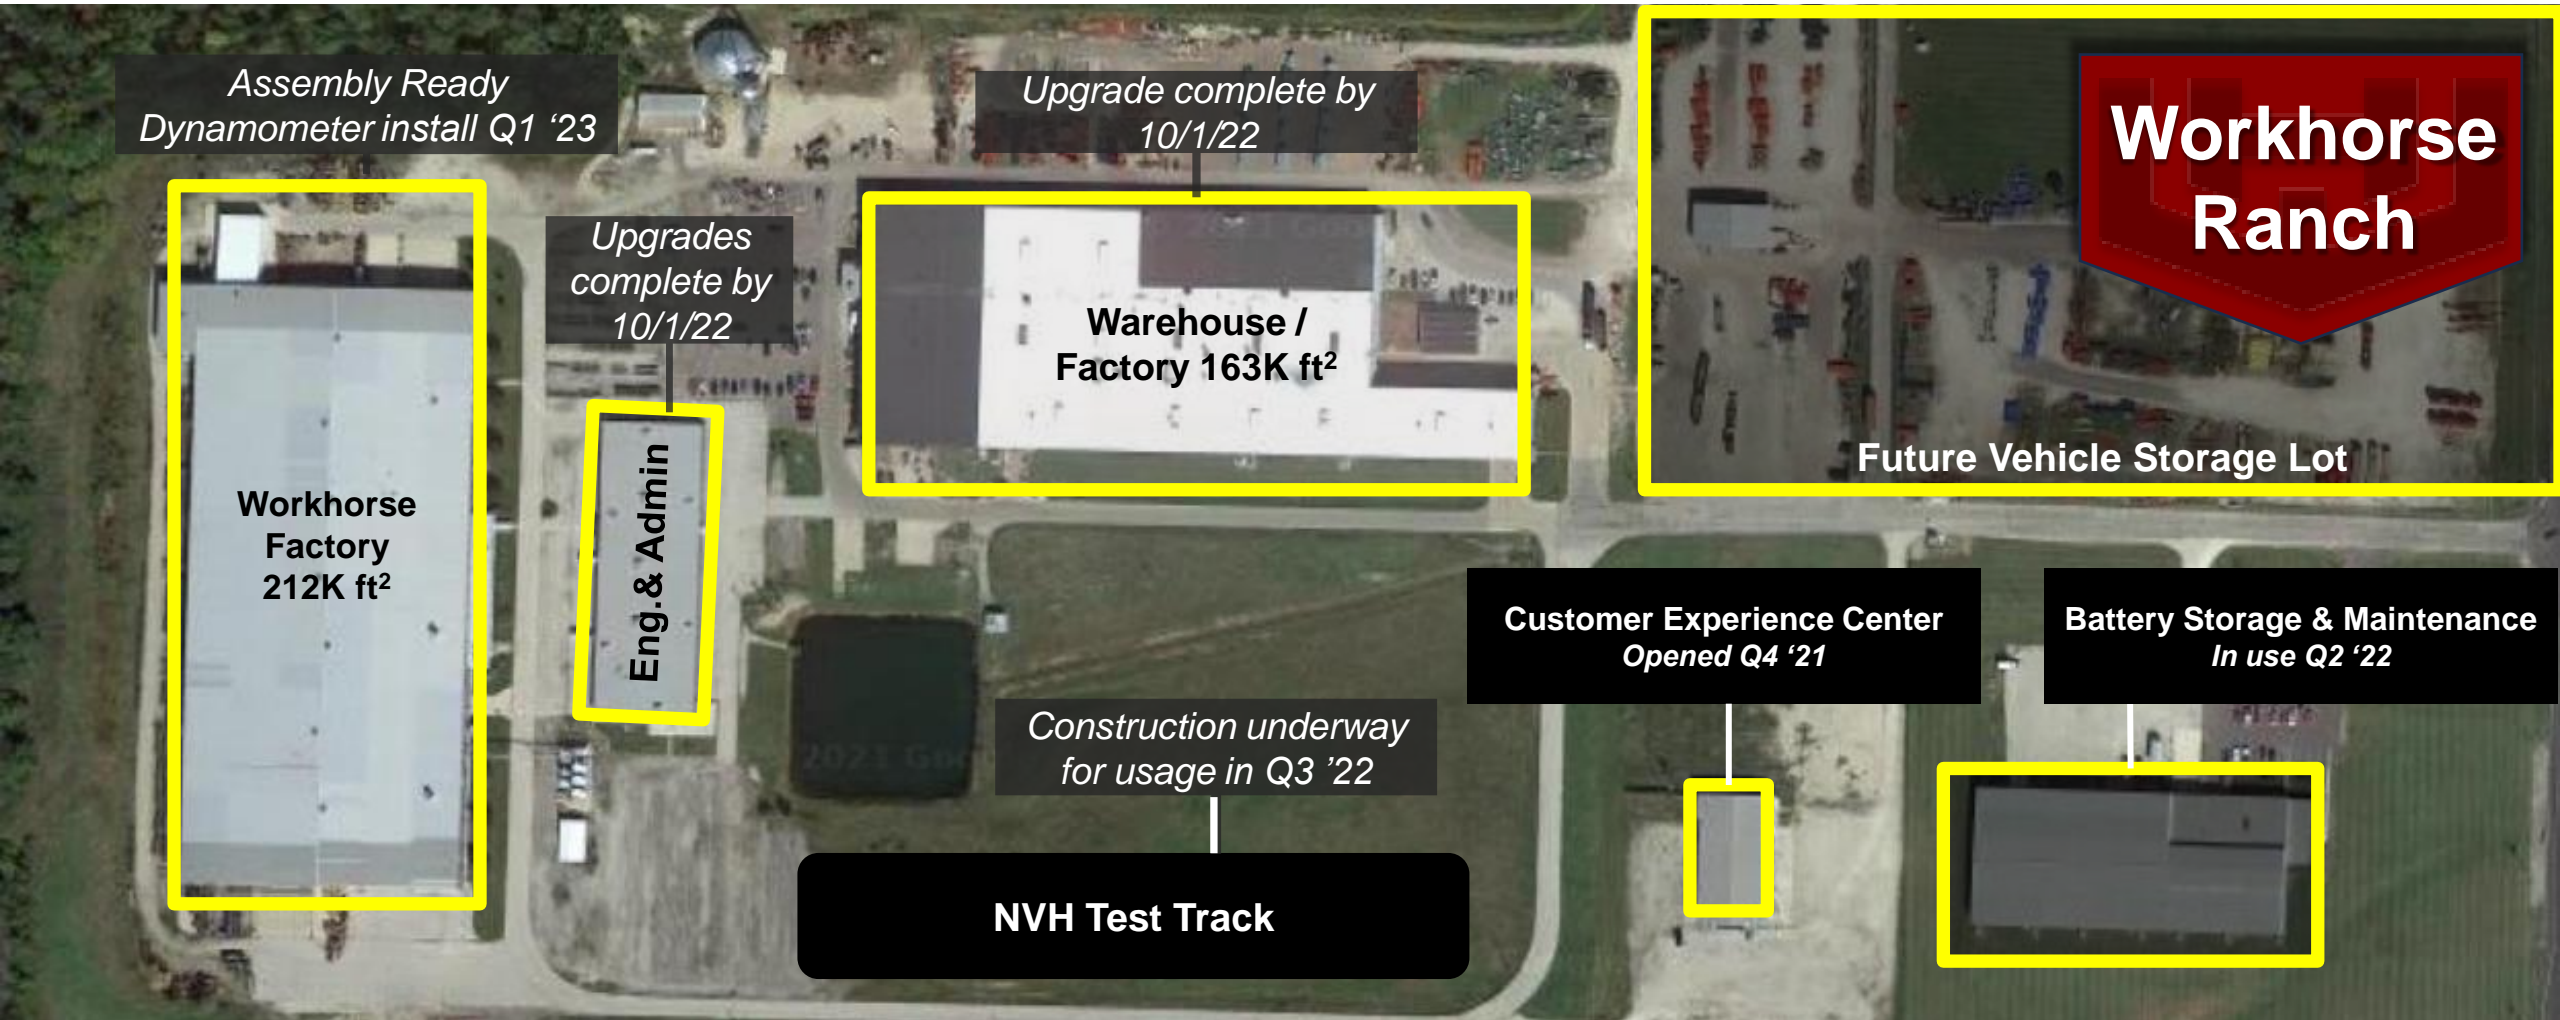 Assembly Ready
Dynamometer install Q1 ‘23
Upgrade complete by
10/1/22
Workhorse
Ranch
Upgrades
complete by
10/1/22
Warehouse /
Factory 163K ft²
Future Vehicle Storage Lot
Workhorse
Factory
212K ft²
Eng.& Admin
Customer Experience Center
Opened Q4 ‘21
Battery Storage & Maintenance
In use Q2 ‘22
Construction underway
for usage in Q3 ’22
2021 Goo
NVH Test Track